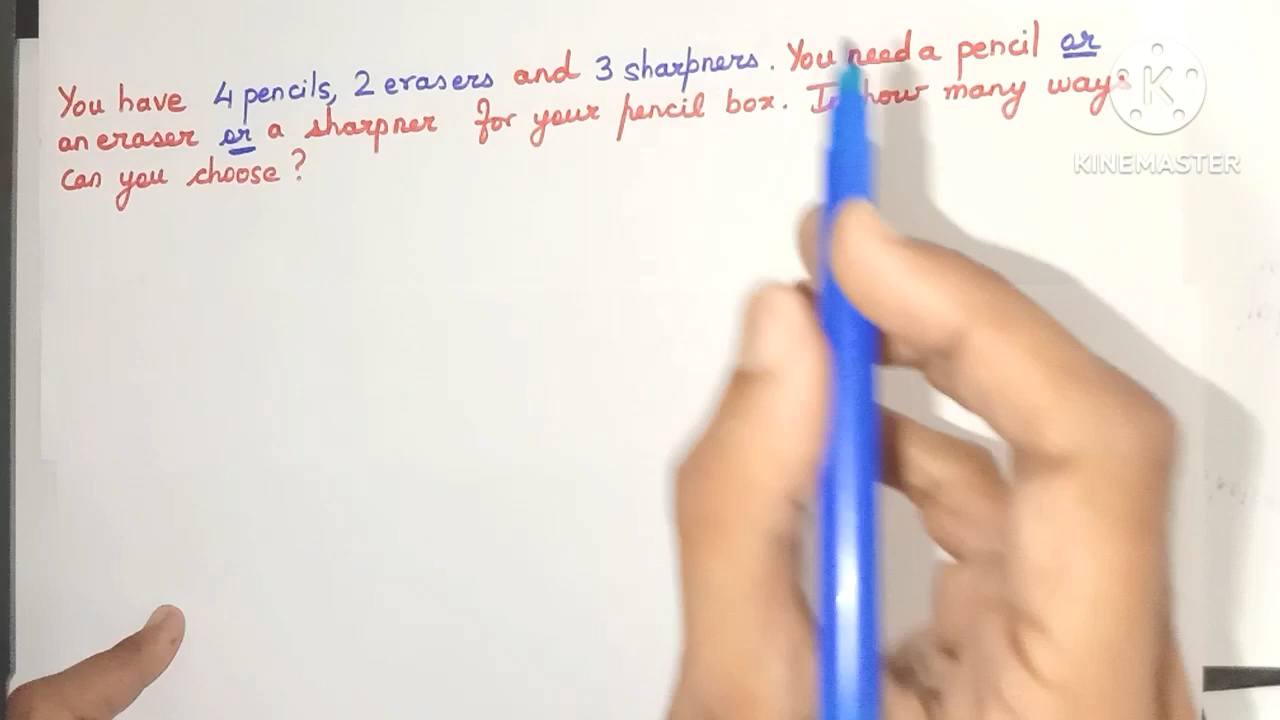 You have 4 pencils, 2 erasers and 3 sharpners. You need a pencil or
an eraser or a sharpner for your pencil box. In how many ways
can you choose?
K
KINEMASTER